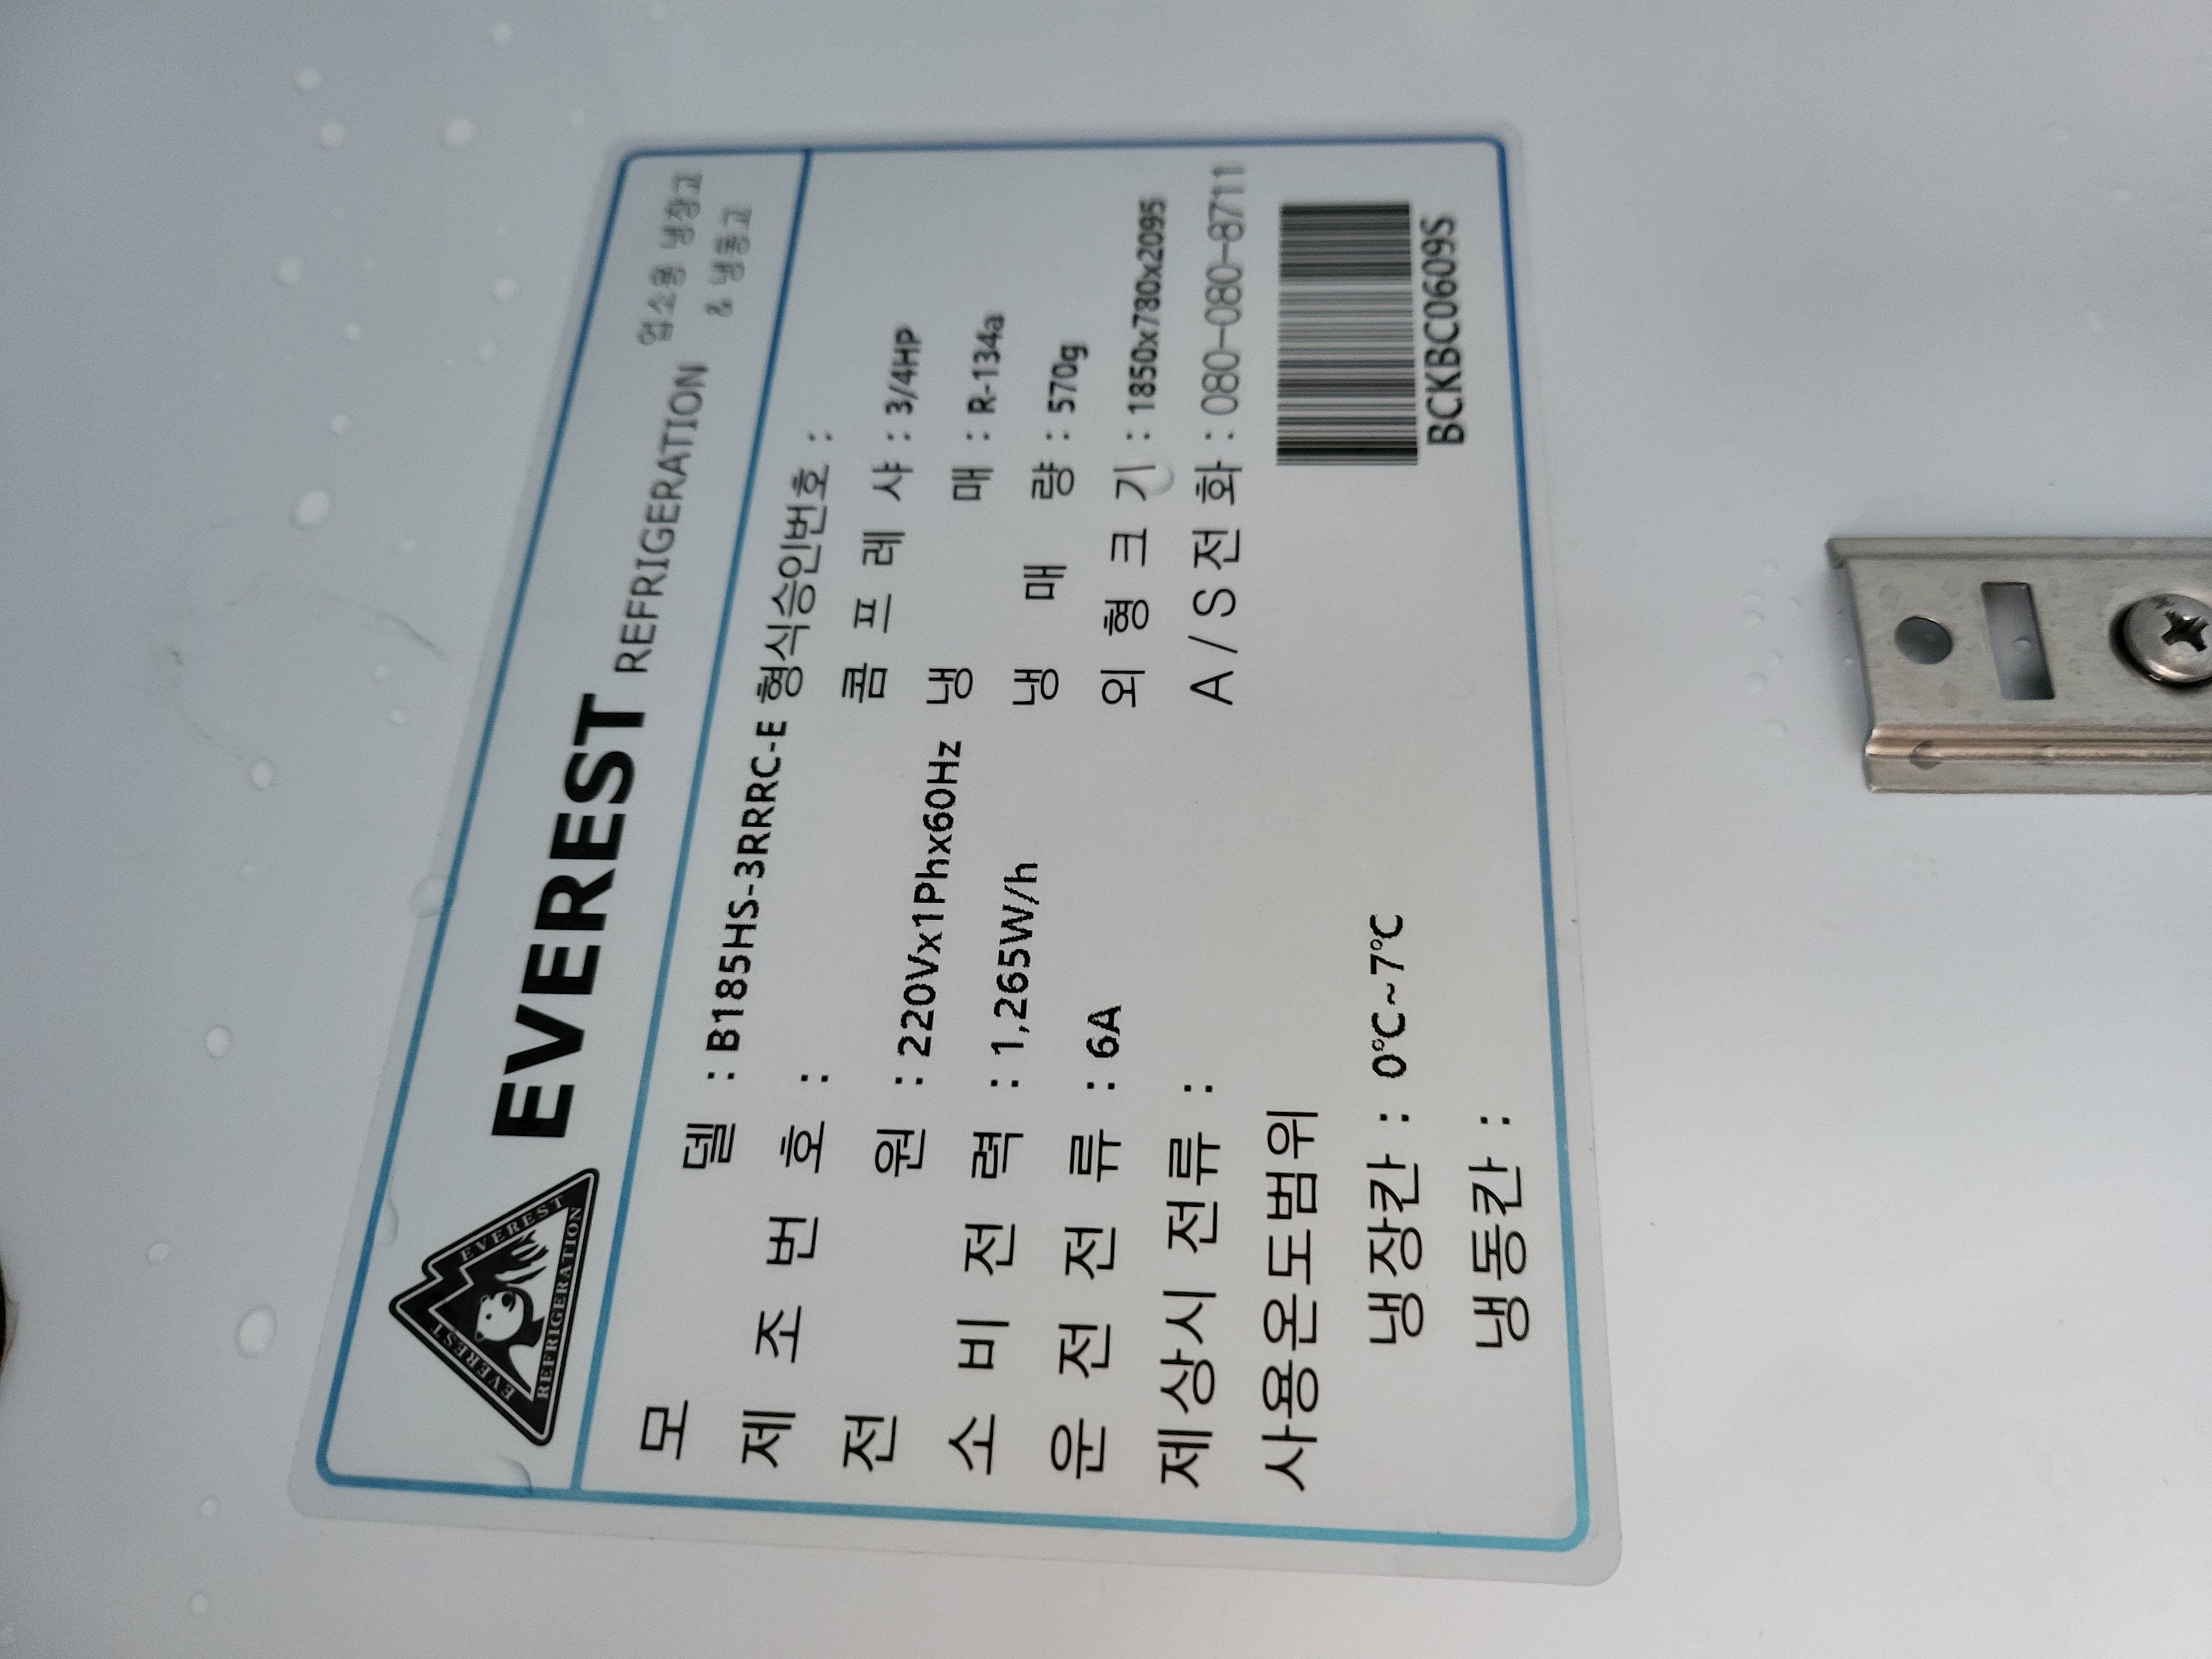 EVEREST REFRIGERATION 업소용 냉장고
& 냉동고
EVEREST
EVEREST
REFRIGERATION
모 델 : B185HS-3RRRC-E 형식승인번호 :
제 조 번 호 : 콤 프 레 샤 : 3/4HP
전 원 : 220Vx1Phx60Hz 냉 매 : R-134a
소 비 전 력 : 1,265W/h 냉 매 량 : 570g
운 전 전 류 : 6A 외 형 크 기 : 1850x780x2095
제상시 전류 : A / S 전 화 : 080-080-8711
사용온도범위
냉장칸 : 0℃~7℃
냉동칸 :
BCKBC0609S